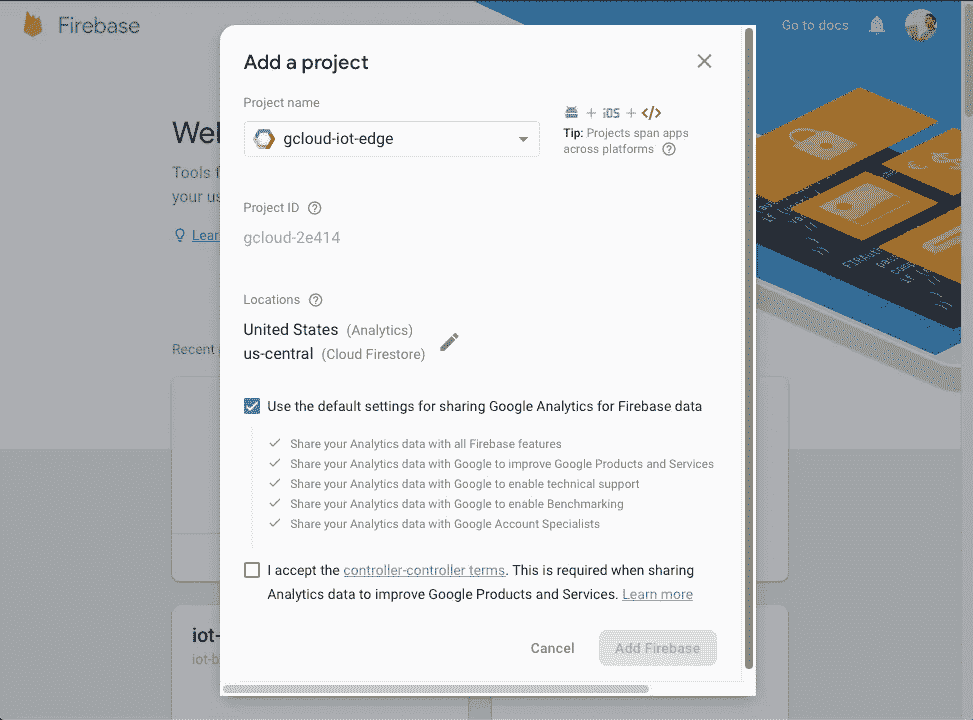 Firebase
Go to docs
Add a project
Project name
gcloud-iot-edge
+ iOS + </>
Tip: Projects span apps
across platforms
Project ID
gcloud-2e414
Locations
United States (Analytics)
us-central (Cloud Firestore)
Use the default settings for sharing Google Analytics for Firebase data
Share your Analytics data with all Firebase features
Share your Analytics data with Google to improve Google Products and Services
Share your Analytics data with Google to enable technical support
Share your Analytics data with Google to enable Benchmarking
Share your Analytics data with Google Account Specialists
I accept the controller-controller terms. This is required when sharing
Analytics data to improve Google Products and Services. Learn more
Cancel
Add Firebase
Wel
Tools f
your us
Lear
Recent
iot-
iot-b